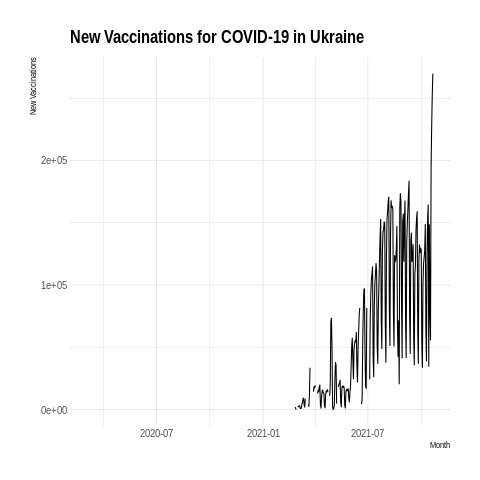 New Vaccinations for COVID-19 in Ukraine
New Vaccinations
2e+05
1e+05
0e+00
2020-07 2021-01 2021-07
Month